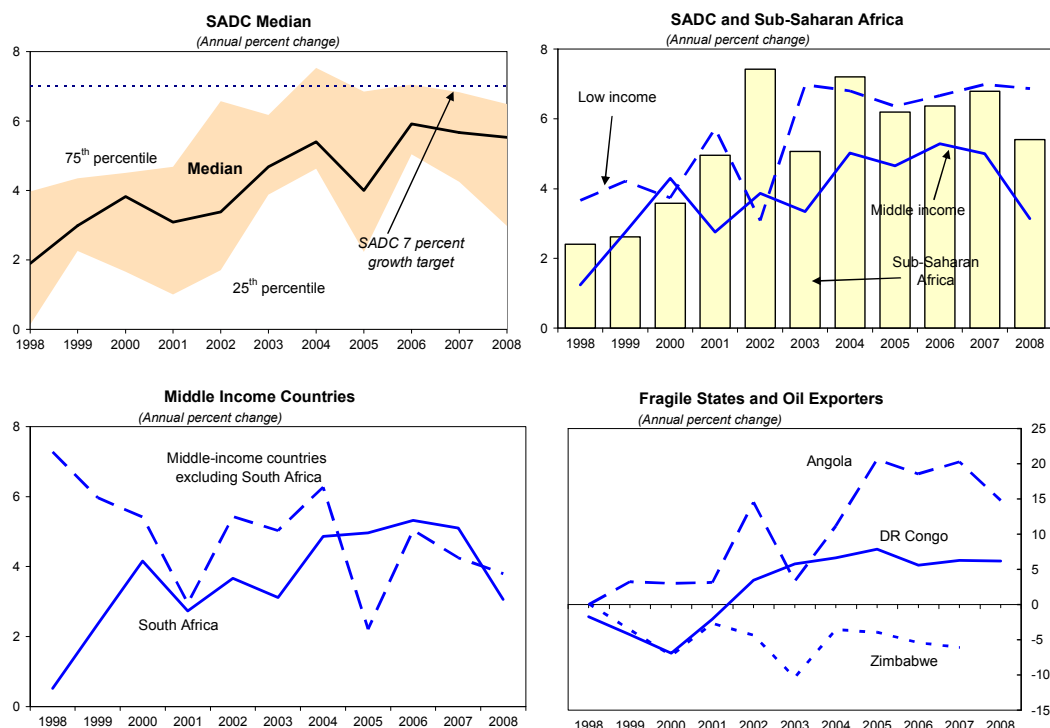 SADC Median
(Annual percent change)
8
6
4
2
0
75th percentile
Median
SADC 7 percent
growth target
25th percentile
1998 1999 2000 2001 2002 2003 2004 2005 2006 2007 2008
SADC and Sub-Saharan Africa
(Annual percent change)
8
6
4
2
0
Low income
Middle income
Sub-Saharan
Africa
1998 1999 2000 2001 2002 2003 2004 2005 2006 2007 2008
Middle Income Countries
(Annual percent change)
8
6
4
2
0
Middle-income countries
excluding South Africa
South Africa
1998 1999 2000 2001 2002 2003 2004 2005 2006 2007 2008
Fragile States and Oil Exporters
(Annual percent change)
25
20
15
10
5
0
-5
-10
-15
Angola
DR Congo
Zimbabwe
1998 1999 2000 2001 2002 2003 2004 2005 2006 2007 2008